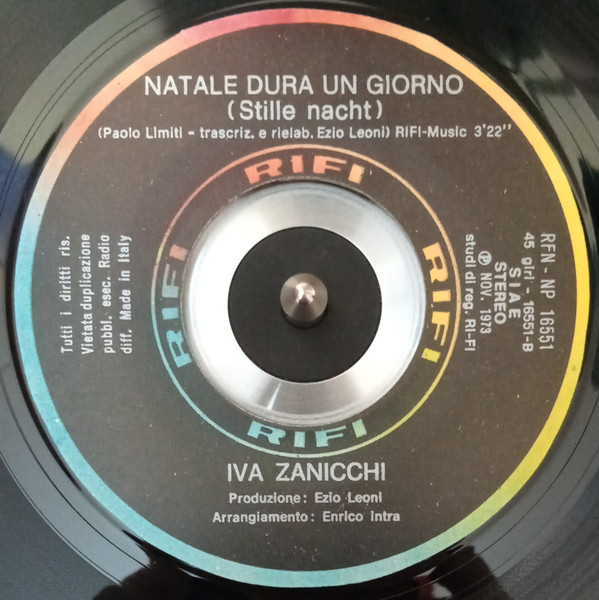 NATALE DURA UN GIORNO
(Stille nacht)
(Paolo Limiti - trascriz. e rielab. Ezio Leoni) RIFI-Music 3'22"
RIFI
RIFI
RIFI
RIFI
Tutti i diritti ris.
Vietata duplicazione
pubbl. esec. Radio
diff. Made in Italy
RFN - NP 16551
45 giri - 16551-B
SIAE
STEREO
℗ NOV. 1973
studi di reg. RI-FI
IVA ZANICCHI
Produzione: Ezio Leoni
Arrangiamento: Enrico Intra